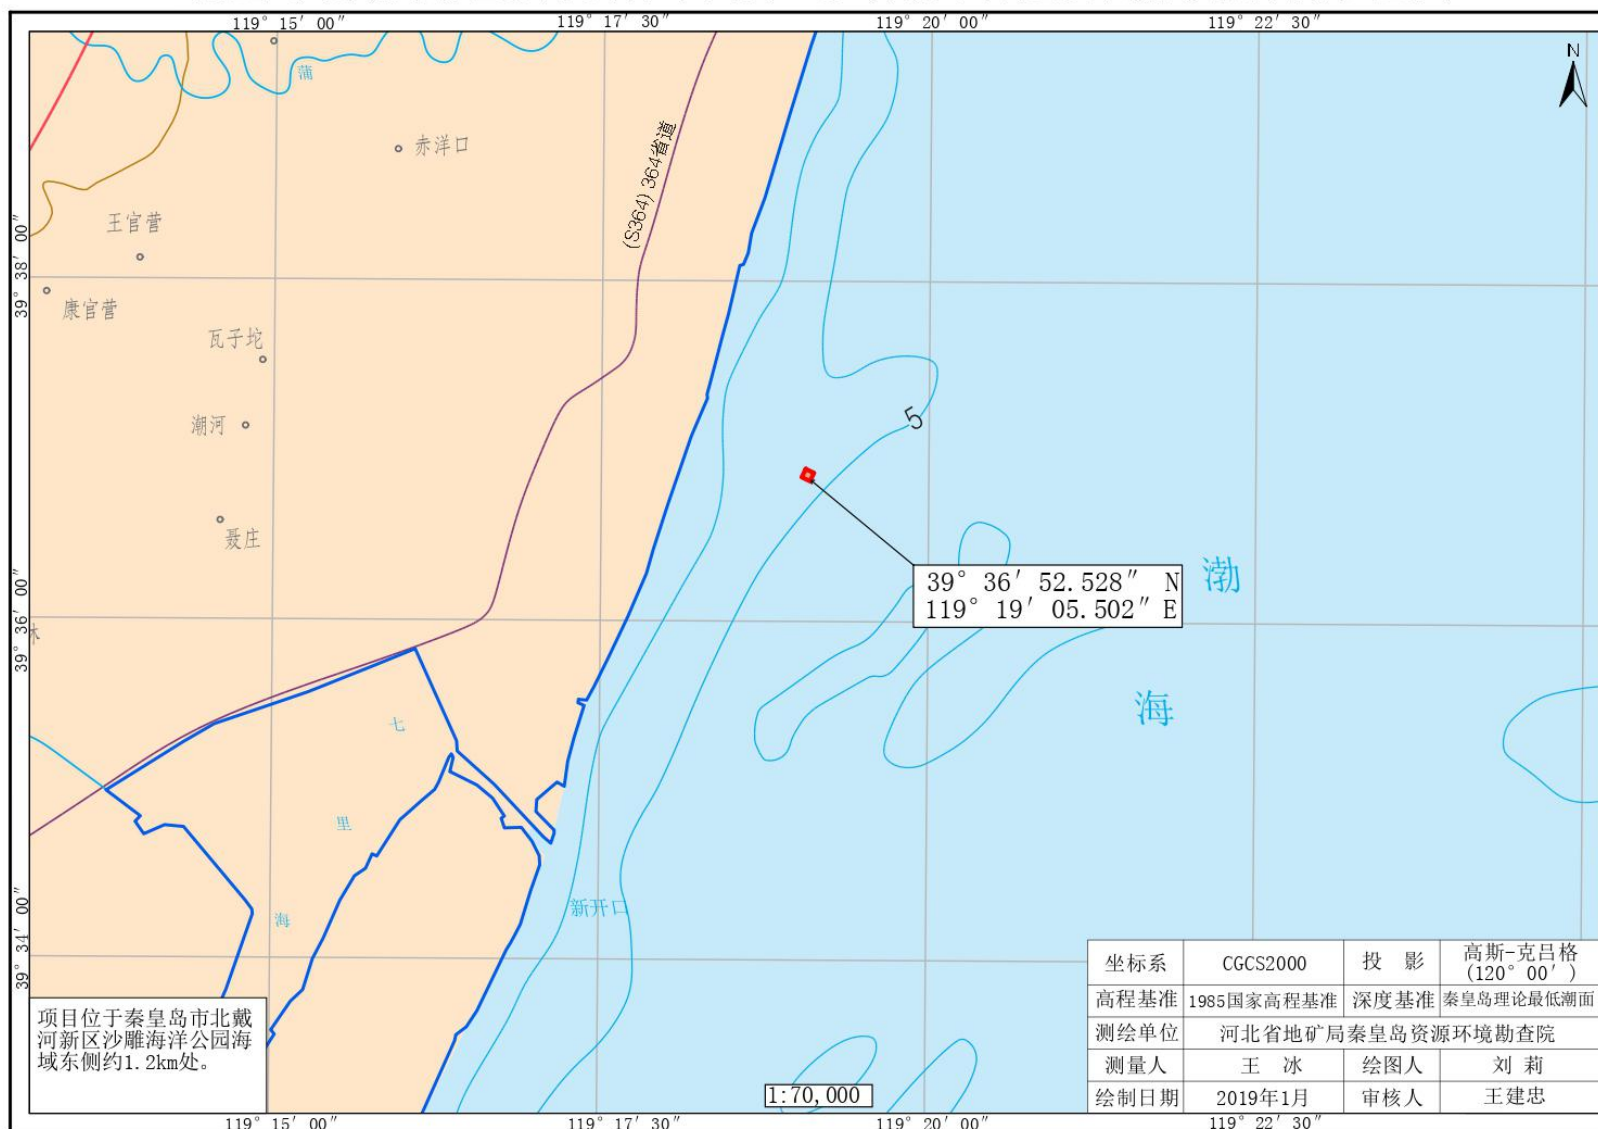 119° 15′ 00″
119° 17′ 30″
119° 20′ 00″
119° 22′ 30″
N
蒲
赤洋口
(S364) 364省道
王官营
39° 38′ 00″
康官营
瓦子坨
潮河
5
聂庄
39° 36′ 52.528″ N
119° 19′ 05.502″ E
渤
海
39° 36′ 00″
七
里
海
新开口
39° 34′ 00″
项目位于秦皇岛市北戴
河新区沙雕海洋公园海
域东侧约1.2km处。
1:70,000
坐标系 CGCS2000 投 影 高斯-克吕格
(120° 00′)
高程基准 1985国家高程基准 深度基准 秦皇岛理论最低潮面
测绘单位 河北省地矿局秦皇岛资源环境勘查院
测量人 王 冰 绘图人 刘 莉
绘制日期 2019年1月 审核人 王建忠
119° 15′ 00″
119° 17′ 30″
119° 20′ 00″
119° 22′ 30″